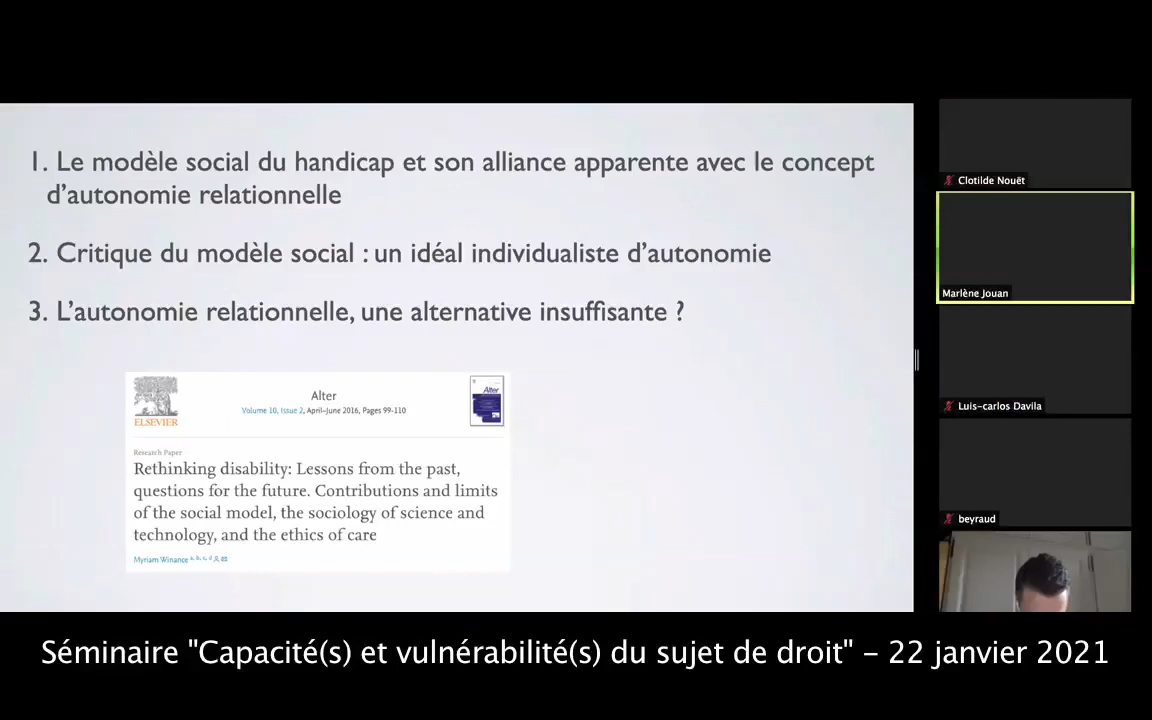 1. Le modèle social du handicap et son alliance apparente avec le concept
d'autonomie relationnelle
2. Critique du modèle social : un idéal individualiste d'autonomie
3. L'autonomie relationnelle, une alternative insuffisante ?
ELSEVIER
Alter
Volume 10, Issue 2, April–June 2016, Pages 99-110
Alter
Research Paper
Rethinking disability: Lessons from the past,
questions for the future. Contributions and limits
of the social model, the sociology of science and
technology, and the ethics of care
Myriam Winance a, b, c, d
Clotilde Nouët
Marlène Jouan
Luis-carlos Davila
beyraud
Séminaire "Capacité(s) et vulnérabilité(s) du sujet de droit" – 22 janvier 2021